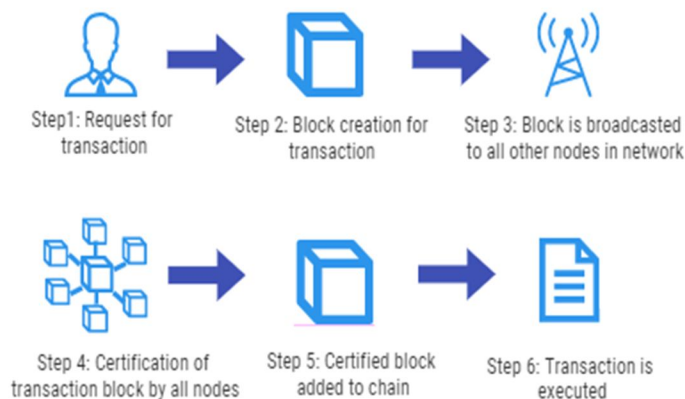 Step1: Request for
transaction
Step 2: Block creation for
transaction
Step 3: Block is broadcasted
to all other nodes in network
Step 4: Certification of
transaction block by all nodes
Step 5: Certified block
added to chain
Step 6: Transaction is
executed